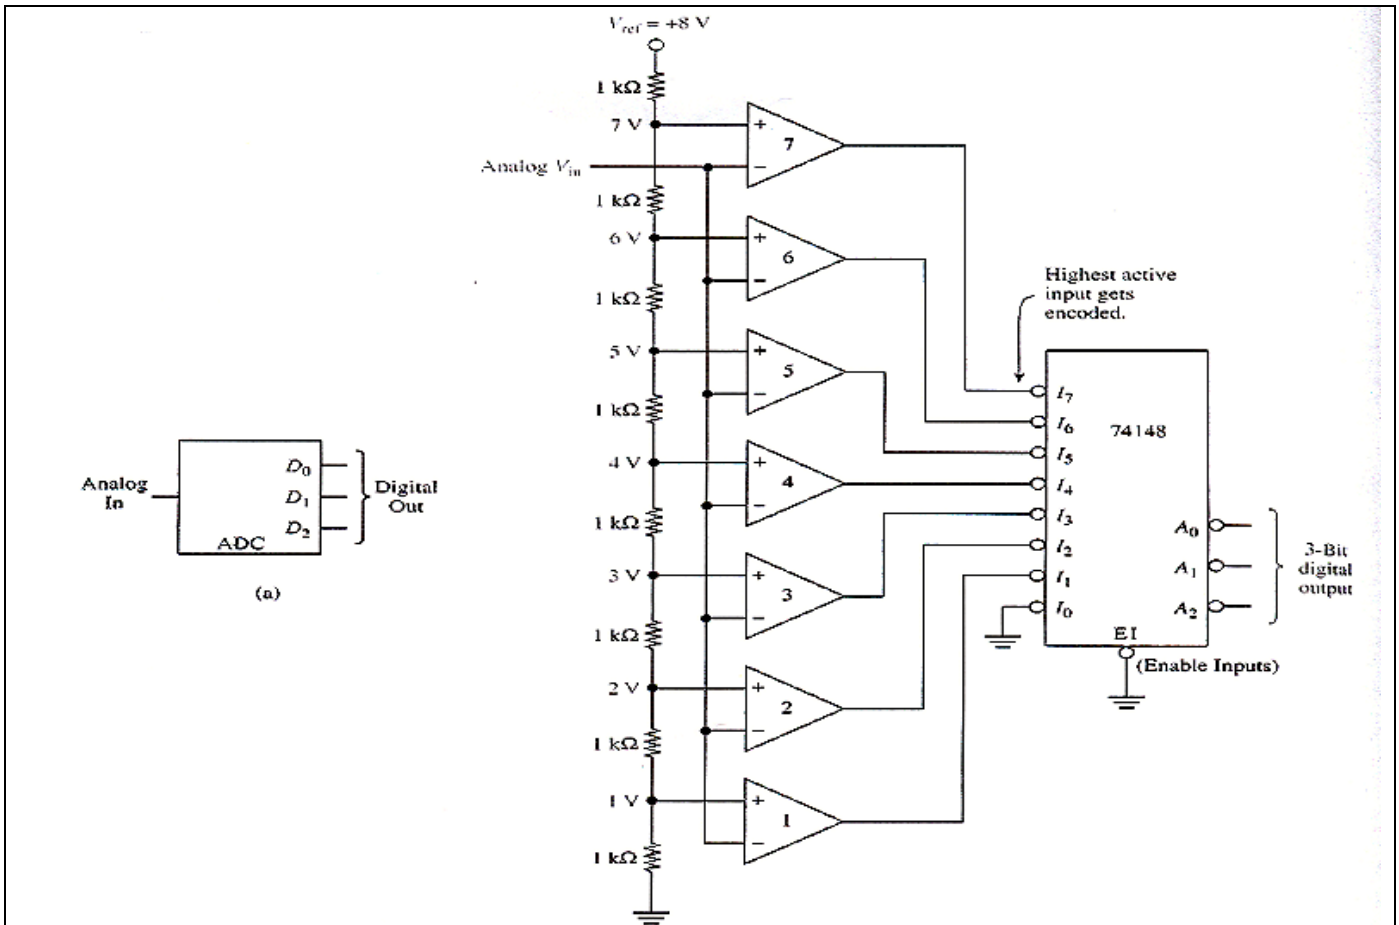 V_ref = +8 V
1 kΩ
7 V
+
7
Analog V_in
−
1 kΩ
6 V
+
6
−
1 kΩ
Highest active
input gets
encoded.
5 V
+
5
−
1 kΩ
I₇
74148
I₆
I₅
4 V
+
4
−
I₄
I₃
1 kΩ
A₀
I₂
3-Bit
digital
output
3 V
+
3
−
I₁
A₁
I₀
A₂
1 kΩ
EI
(Enable Inputs)
2 V
+
2
−
1 kΩ
1 V
+
1
−
1 kΩ
Analog
In
D₀
D₁
D₂
Digital
Out
ADC
(a)